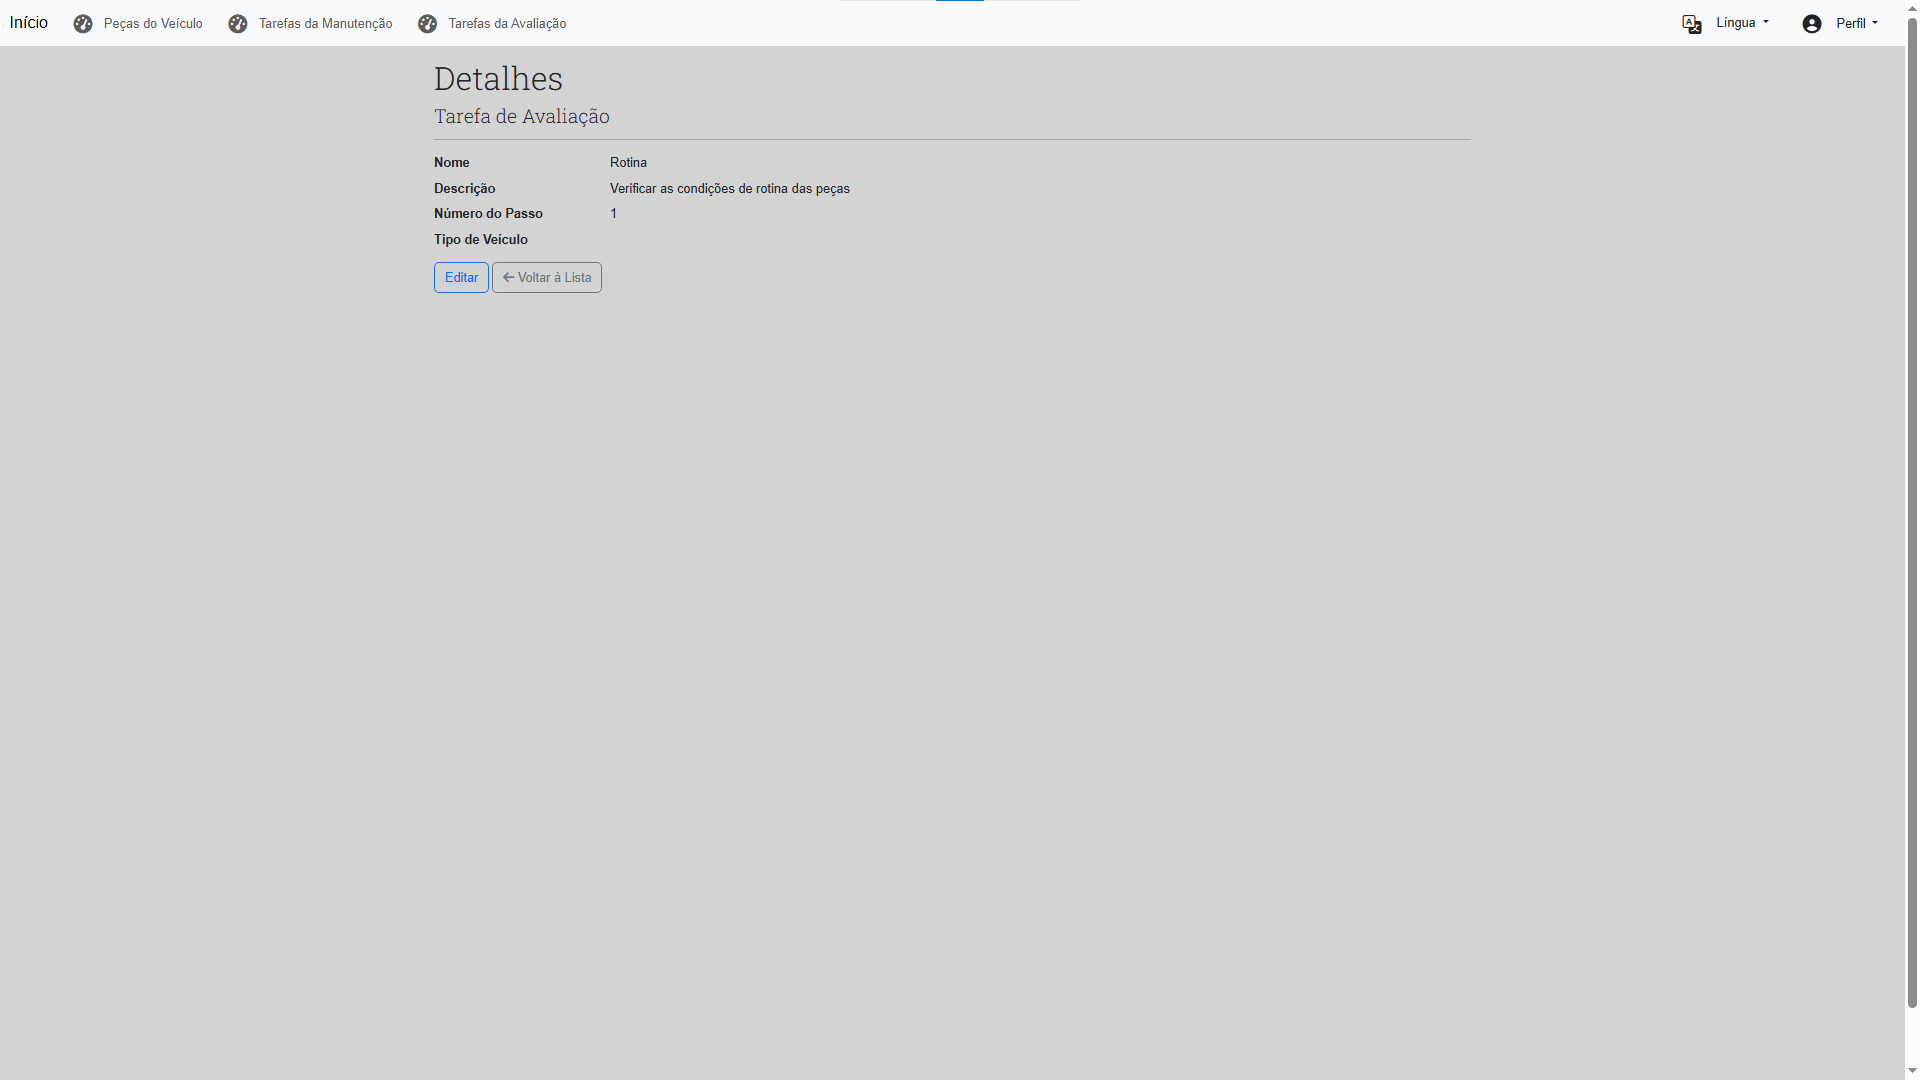 Início Peças do Veículo Tarefas da Manutenção Tarefas da Avaliação Língua Perfil
Detalhes
Tarefa de Avaliação
Nome Rotina
Descrição Verificar as condições de rotina das peças
Número do Passo 1
Tipo de Veículo
Editar Voltar à Lista